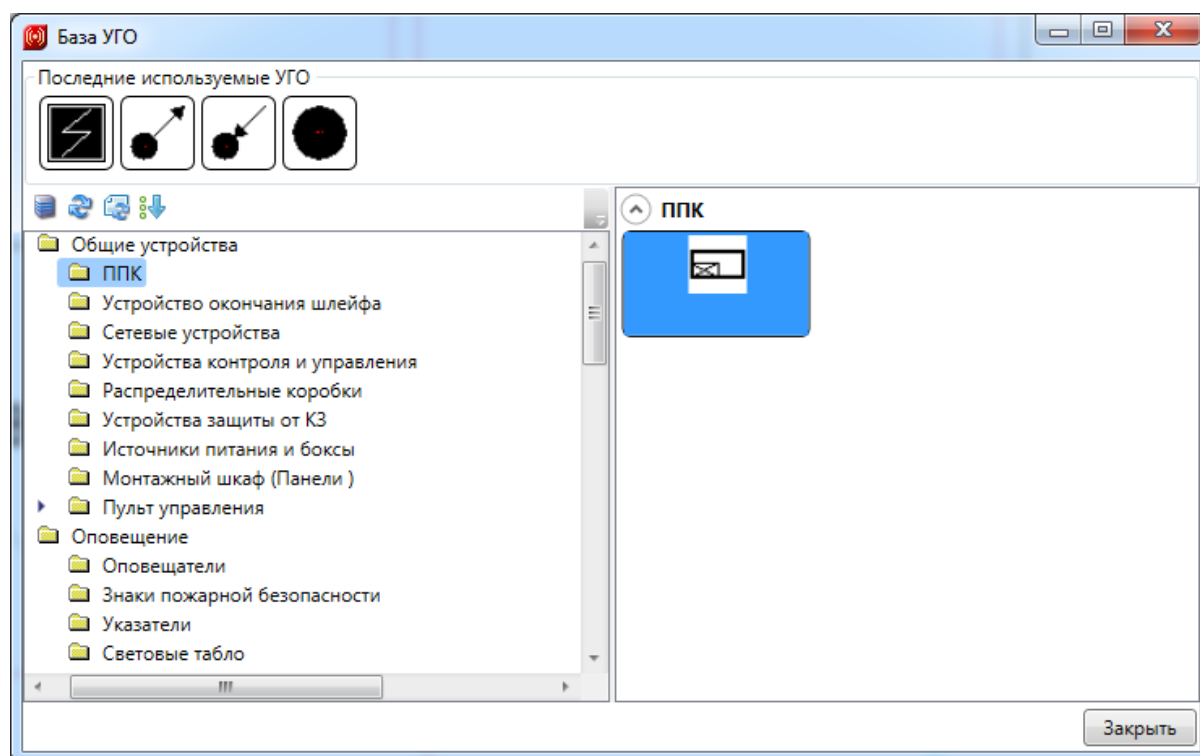 База УГО
Последние используемые УГО
ППК
Общие устройства
ППК
Устройство окончания шлейфа
Сетевые устройства
Устройства контроля и управления
Распределительные коробки
Устройства защиты от КЗ
Источники питания и боксы
Монтажный шкаф (Панели )
Пульт управления
Оповещение
Оповещатели
Знаки пожарной безопасности
Указатели
Световые табло
Закрыть